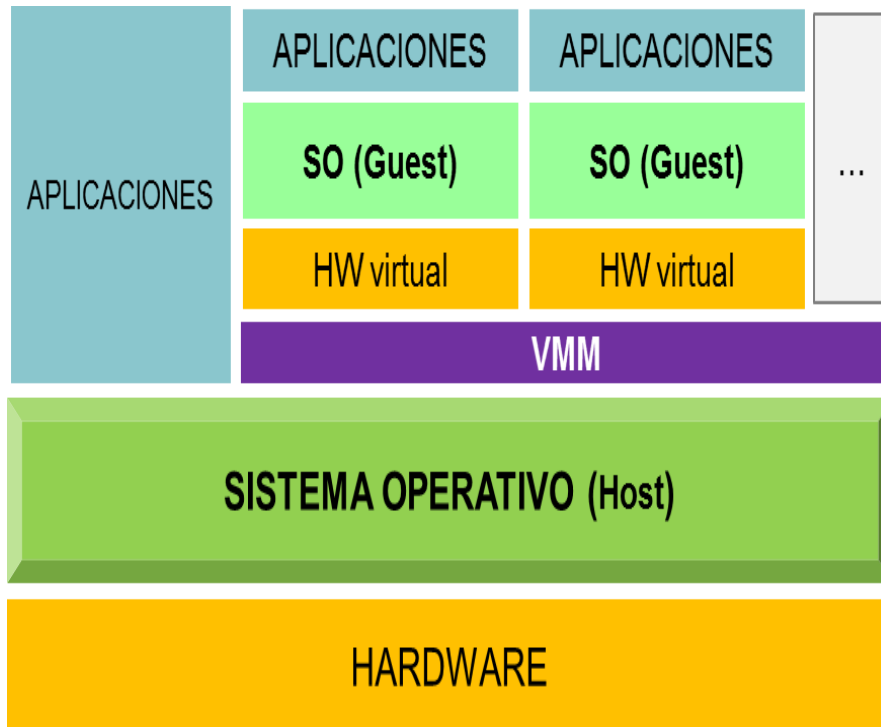 APLICACIONES
APLICACIONES
APLICACIONES
SO (Guest)
SO (Guest)
...
HW virtual
HW virtual
VMM
SISTEMA OPERATIVO (Host)
HARDWARE